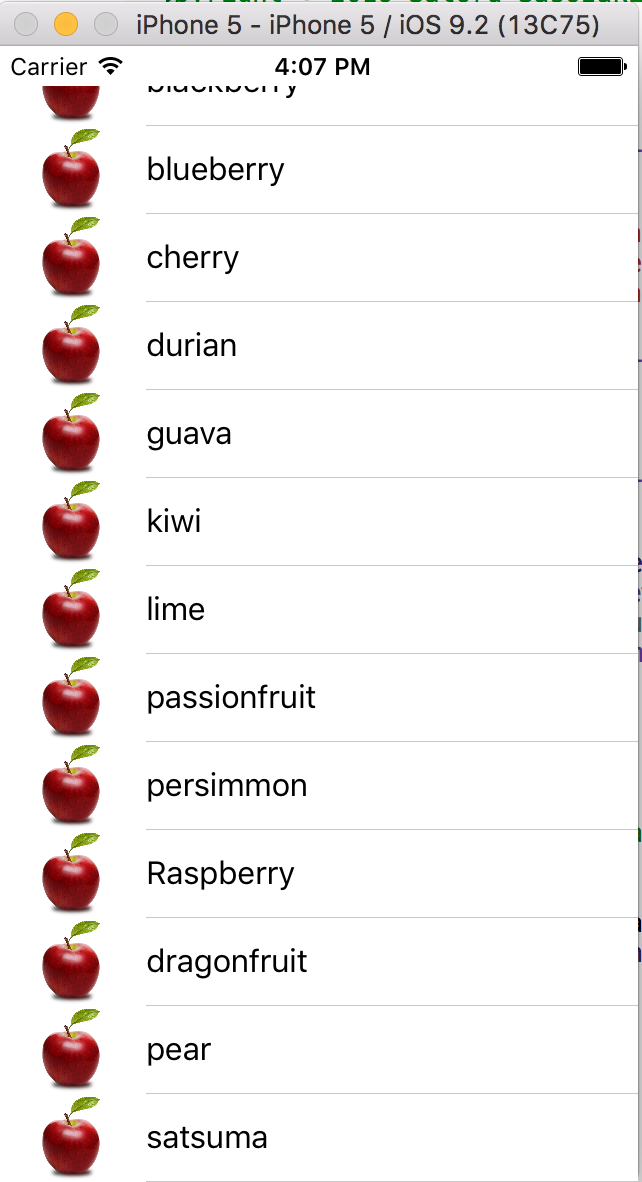 iPhone 5 - iPhone 5 / iOS 9.2 (13C75)
Carrier 4:07 PM
blackberry
blueberry
cherry
durian
guava
kiwi
lime
passionfruit
persimmon
Raspberry
dragonfruit
pear
satsuma